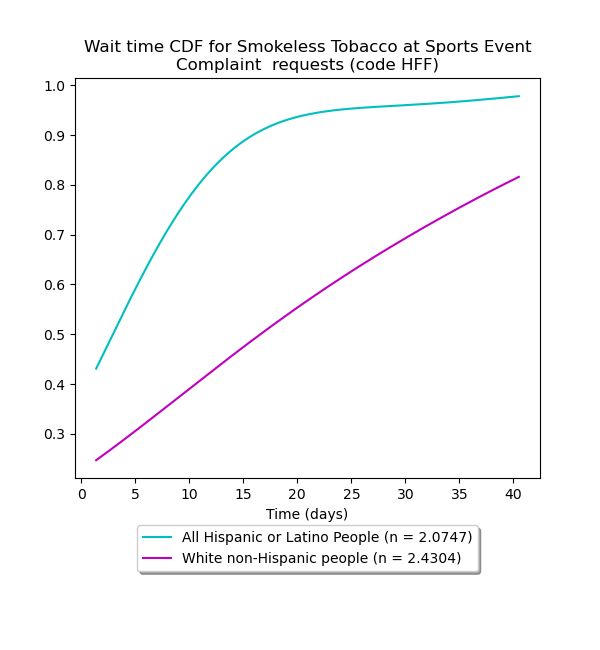 Wait time CDF for Smokeless Tobacco at Sports Event
Complaint  requests (code HFF)
1.0
0.9
0.8
0.7
0.6
0.5
0.4
0.3
0 5 10 15 20 25 30 35 40
Time (days)
All Hispanic or Latino People (n = 2.0747)
White non-Hispanic people (n = 2.4304)